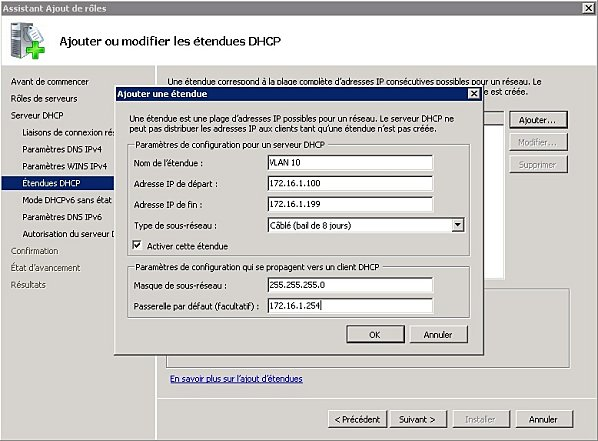 Assistant Ajout de rôles
Ajouter ou modifier les étendues DHCP
Avant de commencer
Rôles de serveurs
Serveur DHCP
Liaisons de connexion rés
Paramètres DNS IPv4
Paramètres WINS IPv4
Étendues DHCP
Mode DHCPv6 sans état
Paramètres DNS IPv6
Autorisation du serveur D
Confirmation
État d'avancement
Résultats
Une étendue correspond à la plage complète d'adresses IP consécutives possibles pour un réseau. Le
est créée.
Ajouter...
Modifier...
Supprimer
Ajouter une étendue
Une étendue est une plage d'adresses IP possibles pour un réseau. Le serveur DHCP ne
peut pas distribuer les adresses IP aux clients tant qu'une étendue n'est pas créée.
Paramètres de configuration pour un serveur DHCP
Nom de l'étendue : VLAN 10
Adresse IP de départ : 172.16.1.100
Adresse IP de fin : 172.16.1.199
Type de sous-réseau : Câblé (bail de 8 jours)
Activer cette étendue
Paramètres de configuration qui se propagent vers un client DHCP
Masque de sous-réseau : 255.255.255.0
Passerelle par défaut (facultatif) : 172.16.1.254
OK Annuler
En savoir plus sur l'ajout d'étendues
< Précédent Suivant > Installer Annuler